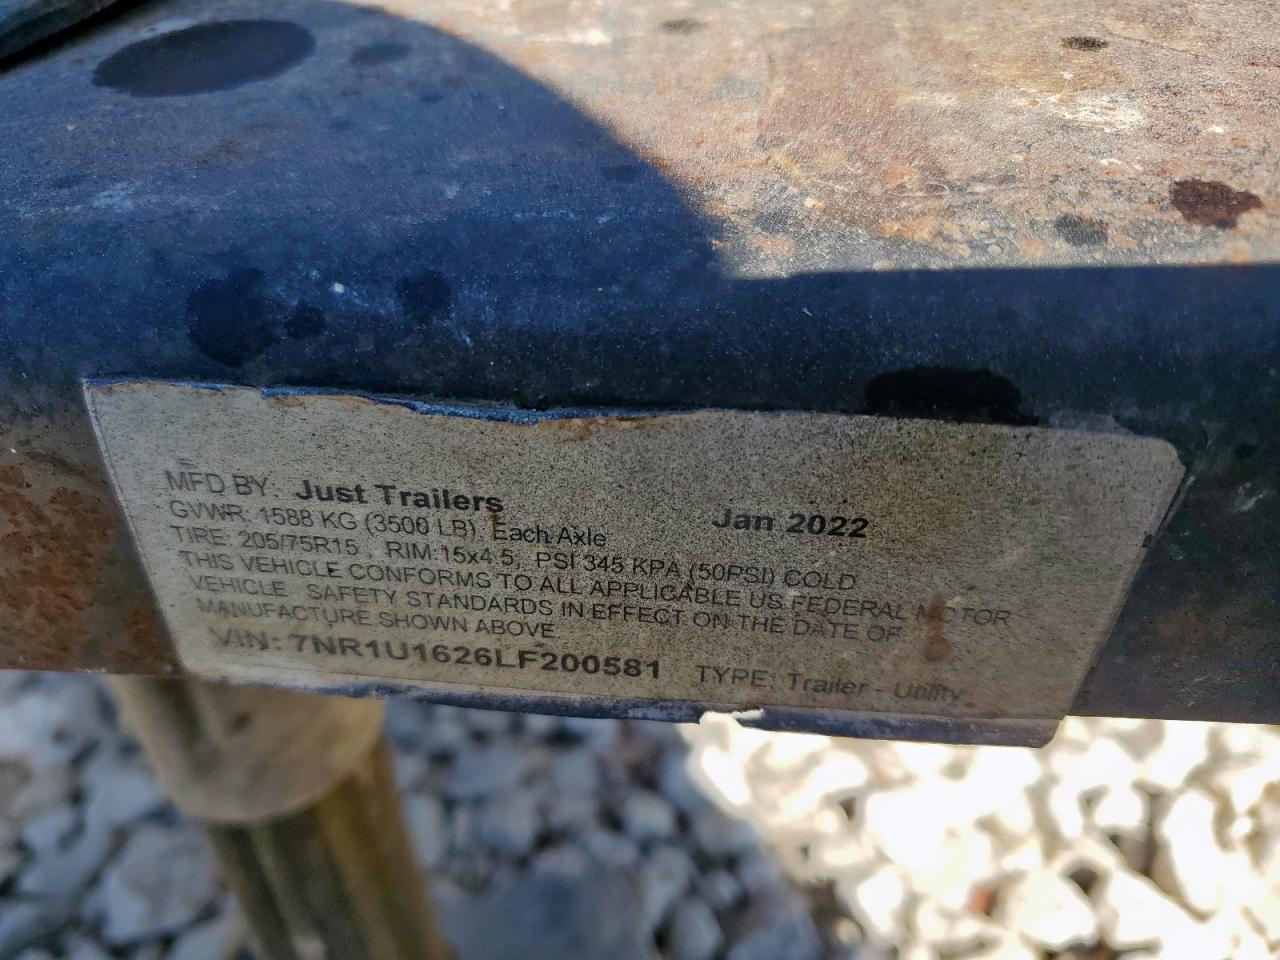 MFD BY: Just Trailers Jan 2022
GVWR: 1588 KG (3500 LB), Each Axle
TIRE: 205/75R15 , RIM:15x4.5, PSI 345 KPA (50PSI) COLD
THIS VEHICLE CONFORMS TO ALL APPLICABLE US FEDERAL MOTOR
VEHICLE SAFETY STANDARDS IN EFFECT ON THE DATE OF
MANUFACTURE SHOWN ABOVE
VIN: 7NR1U1626LF200581 TYPE: Trailer - Utility